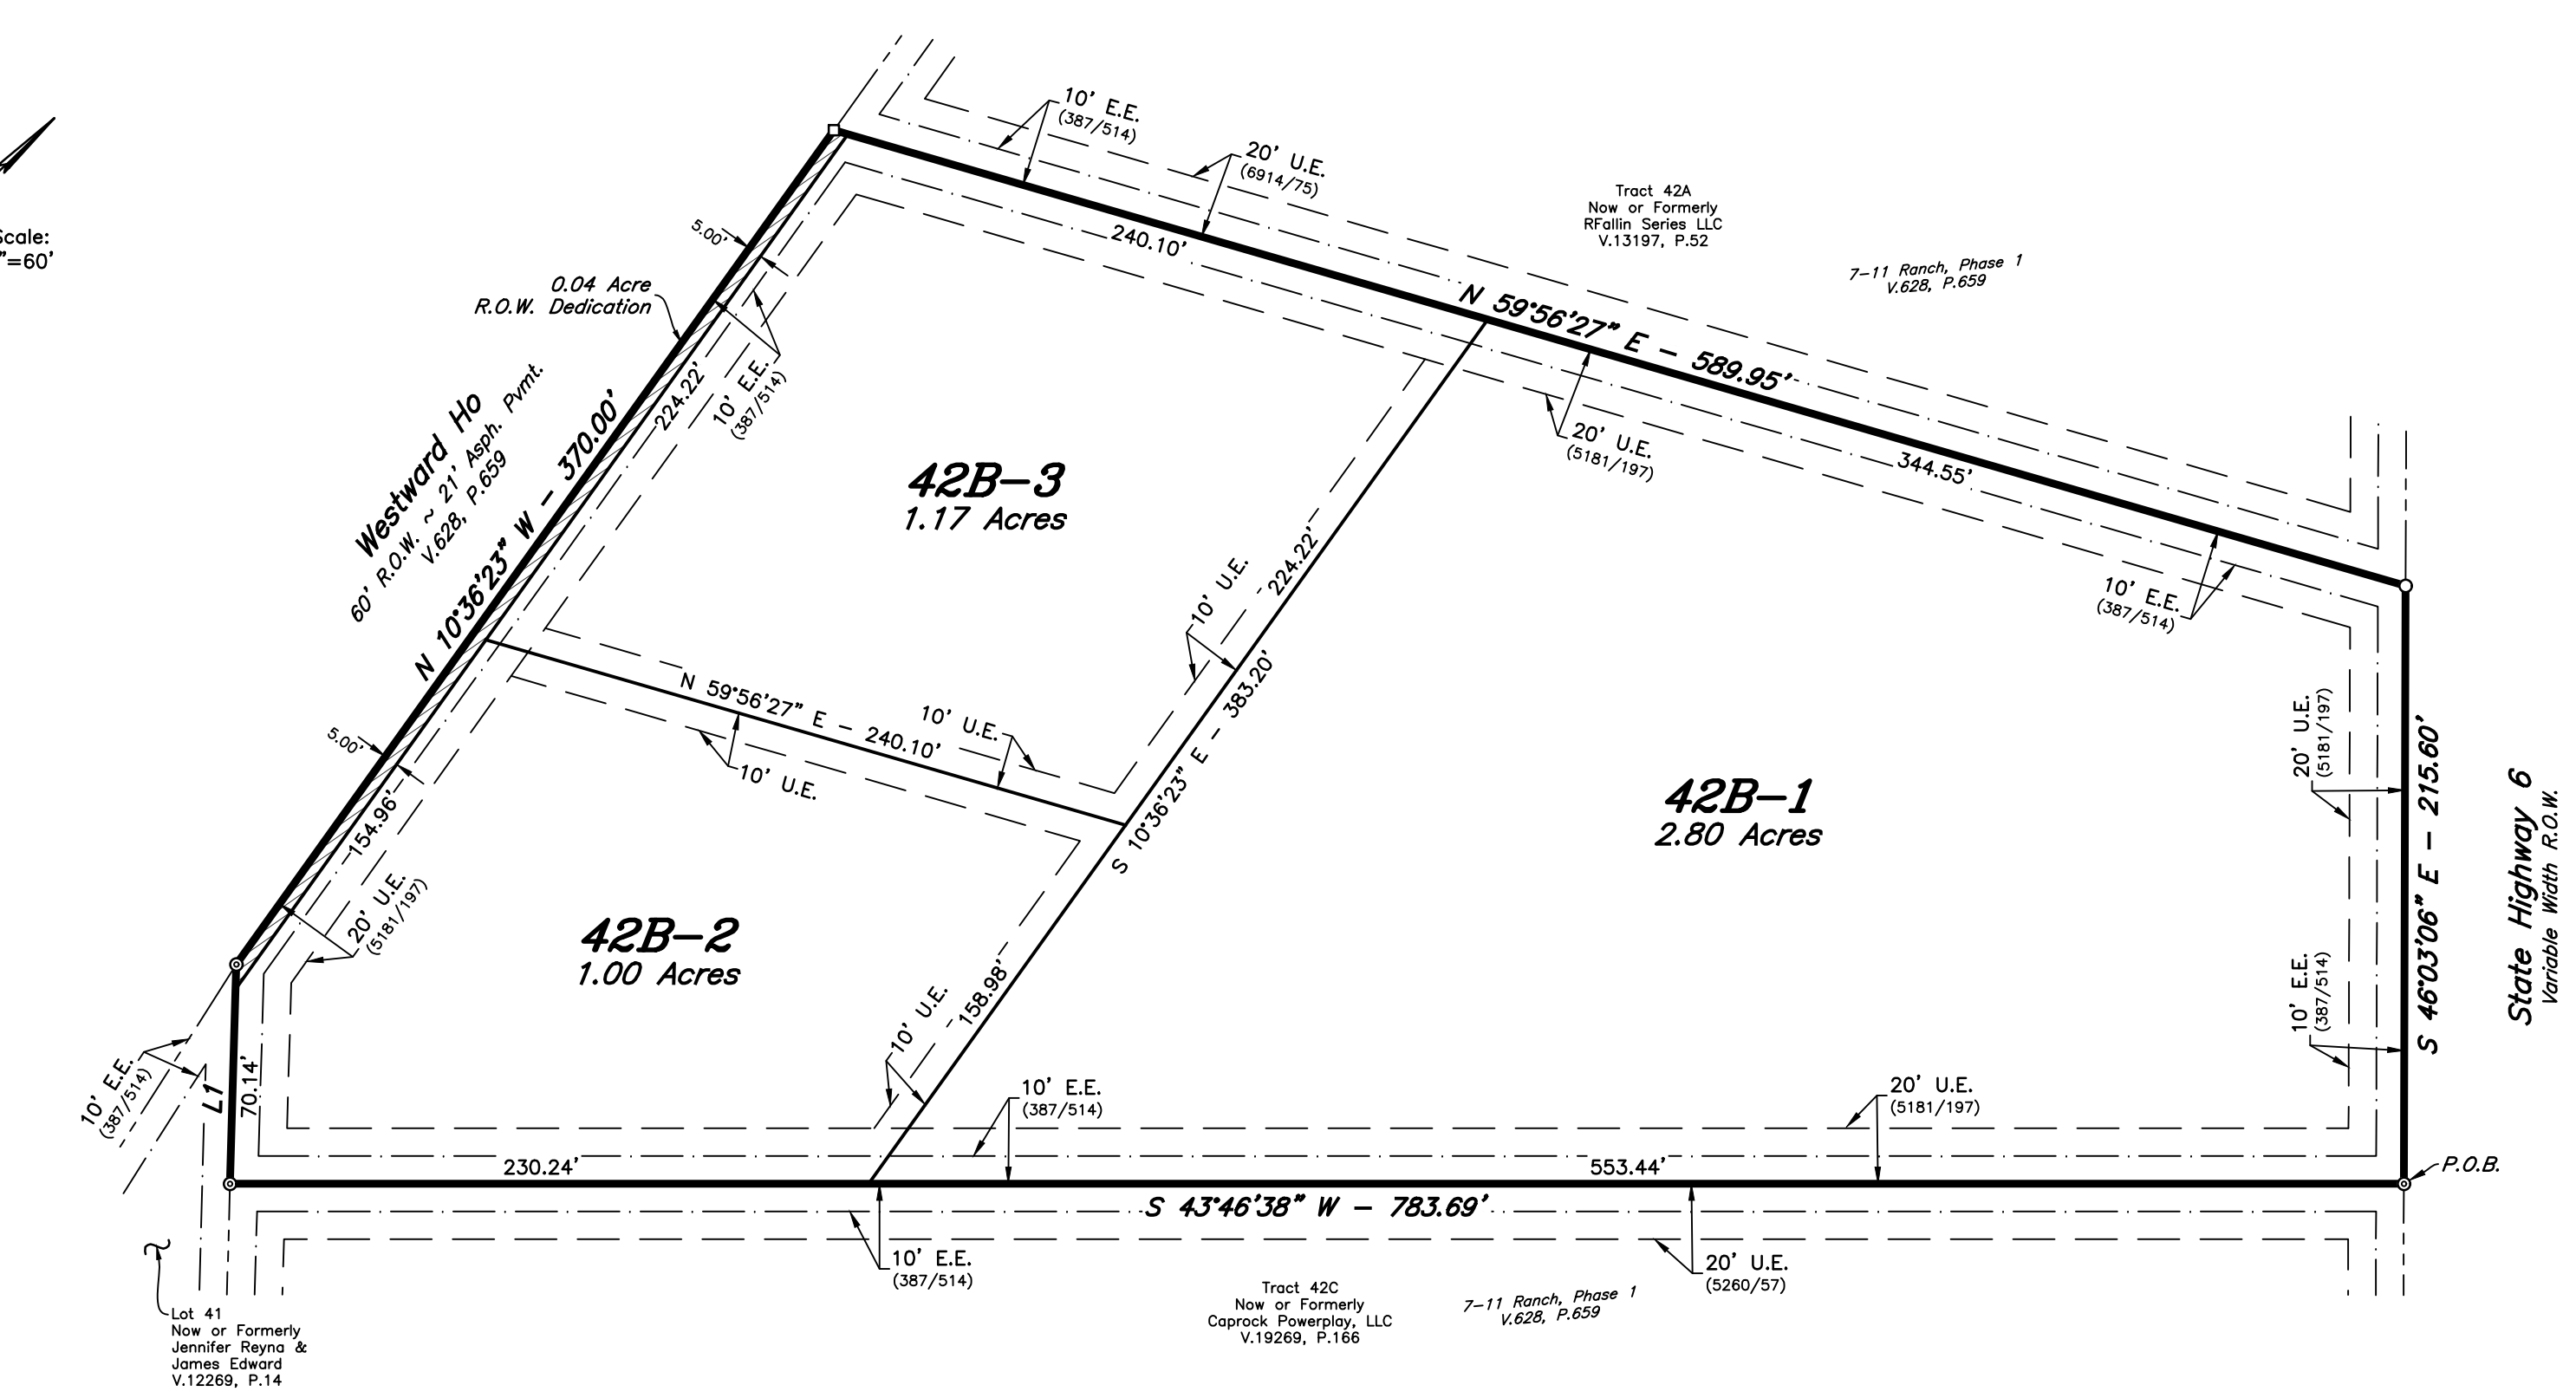 Scale:
"=60'
10' E.E.
(387/514)
20' U.E.
(6914/75)
Tract 42A
Now or Formerly
RFallin Series LLC
V.13197, P.52
7-11 Ranch, Phase 1
V.628, P.659
5.00'
240.10'
0.04 Acre
R.O.W. Dedication
N 59°56'27" E - 589.95'
10' E.E.
(387/514)
224.22'
Westward Ho
60' R.O.W. ~ 21' Asph. Pvmt.
V.628, P.659
N 10°36'23" W - 370.00'
42B-3
1.17 Acres
20' U.E.
(5181/197)
344.55'
10' E.E.
(387/514)
10' U.E.
224.22'
N 59°56'27" E - 240.10'
10' U.E.
10' U.E.
S 10°36'23" E - 383.20'
5.00'
154.96'
20' U.E.
(5181/197)
42B-2
1.00 Acres
42B-1
2.80 Acres
20' U.E.
(5181/197)
S 46°03'06" E - 215.60'
State Highway 6
Variable Width R.O.W.
10' E.E.
(387/514)
10' U.E.
158.98'
10' E.E.
(387/514)
L1
70.14'
10' E.E.
(387/514)
20' U.E.
(5181/197)
230.24'
553.44'
P.O.B.
S 43°46'38" W - 783.69'
10' E.E.
(387/514)
20' U.E.
(5260/57)
Tract 42C
Now or Formerly
Caprock Powerplay, LLC
V.19269, P.166
7-11 Ranch, Phase 1
V.628, P.659
Lot 41
Now or Formerly
Jennifer Reyna &
James Edward
V.12269, P.14